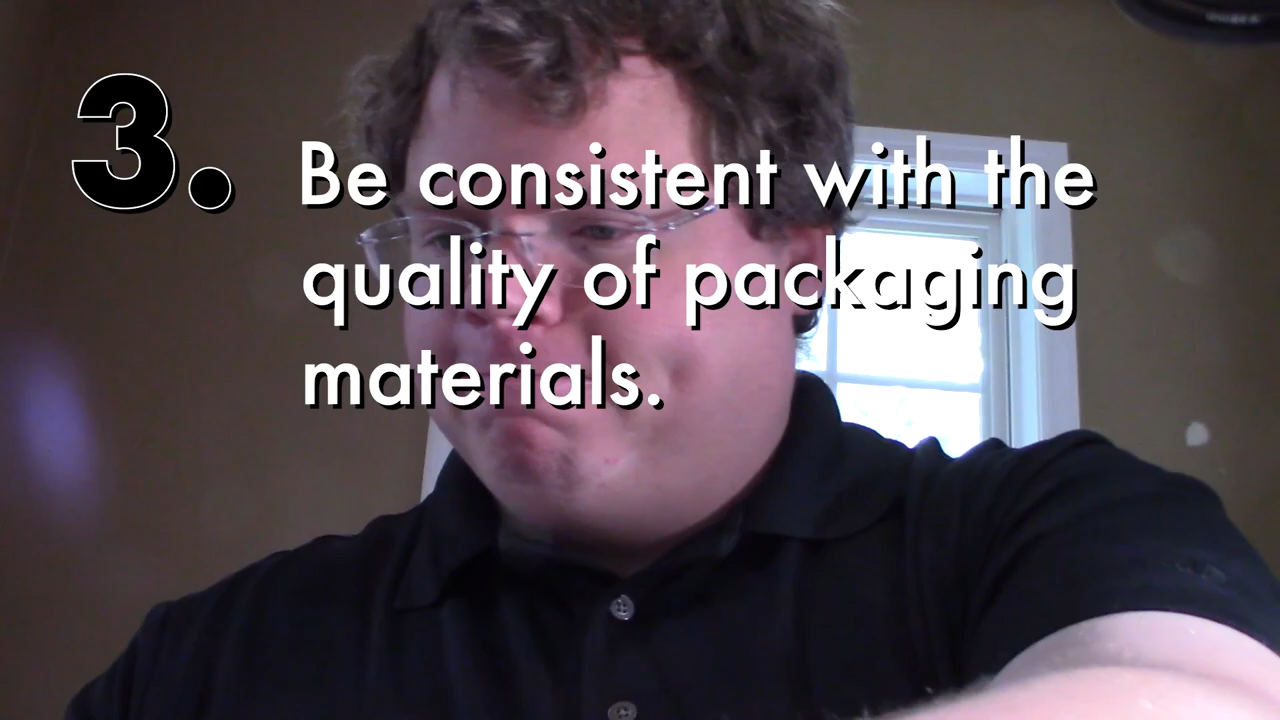 3. Be consistent with the
quality of packaging
materials.